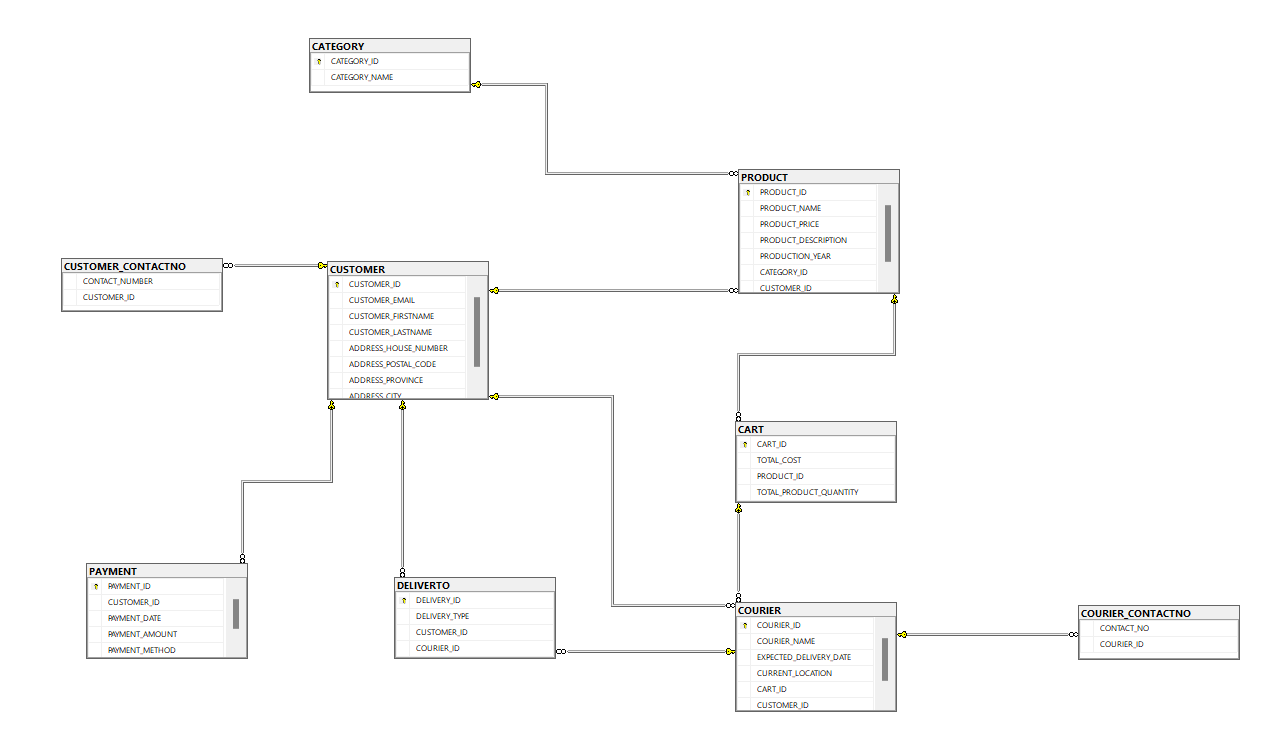 CATEGORY
CATEGORY_ID
CATEGORY_NAME
PRODUCT
PRODUCT_ID
PRODUCT_NAME
PRODUCT_PRICE
PRODUCT_DESCRIPTION
PRODUCTION_YEAR
CATEGORY_ID
CUSTOMER_ID
CUSTOMER_CONTACTNO
CONTACT_NUMBER
CUSTOMER_ID
CUSTOMER
CUSTOMER_ID
CUSTOMER_EMAIL
CUSTOMER_FIRSTNAME
CUSTOMER_LASTNAME
ADDRESS_HOUSE_NUMBER
ADDRESS_POSTAL_CODE
ADDRESS_PROVINCE
ADDRESS_CITY
CART
CART_ID
TOTAL_COST
PRODUCT_ID
TOTAL_PRODUCT_QUANTITY
PAYMENT
PAYMENT_ID
CUSTOMER_ID
PAYMENT_DATE
PAYMENT_AMOUNT
PAYMENT_METHOD
DELIVERTO
DELIVERY_ID
DELIVERY_TYPE
CUSTOMER_ID
COURIER_ID
COURIER
COURIER_ID
COURIER_NAME
EXPECTED_DELIVERY_DATE
CURRENT_LOCATION
CART_ID
CUSTOMER_ID
COURIER_CONTACTNO
CONTACT_NO
COURIER_ID